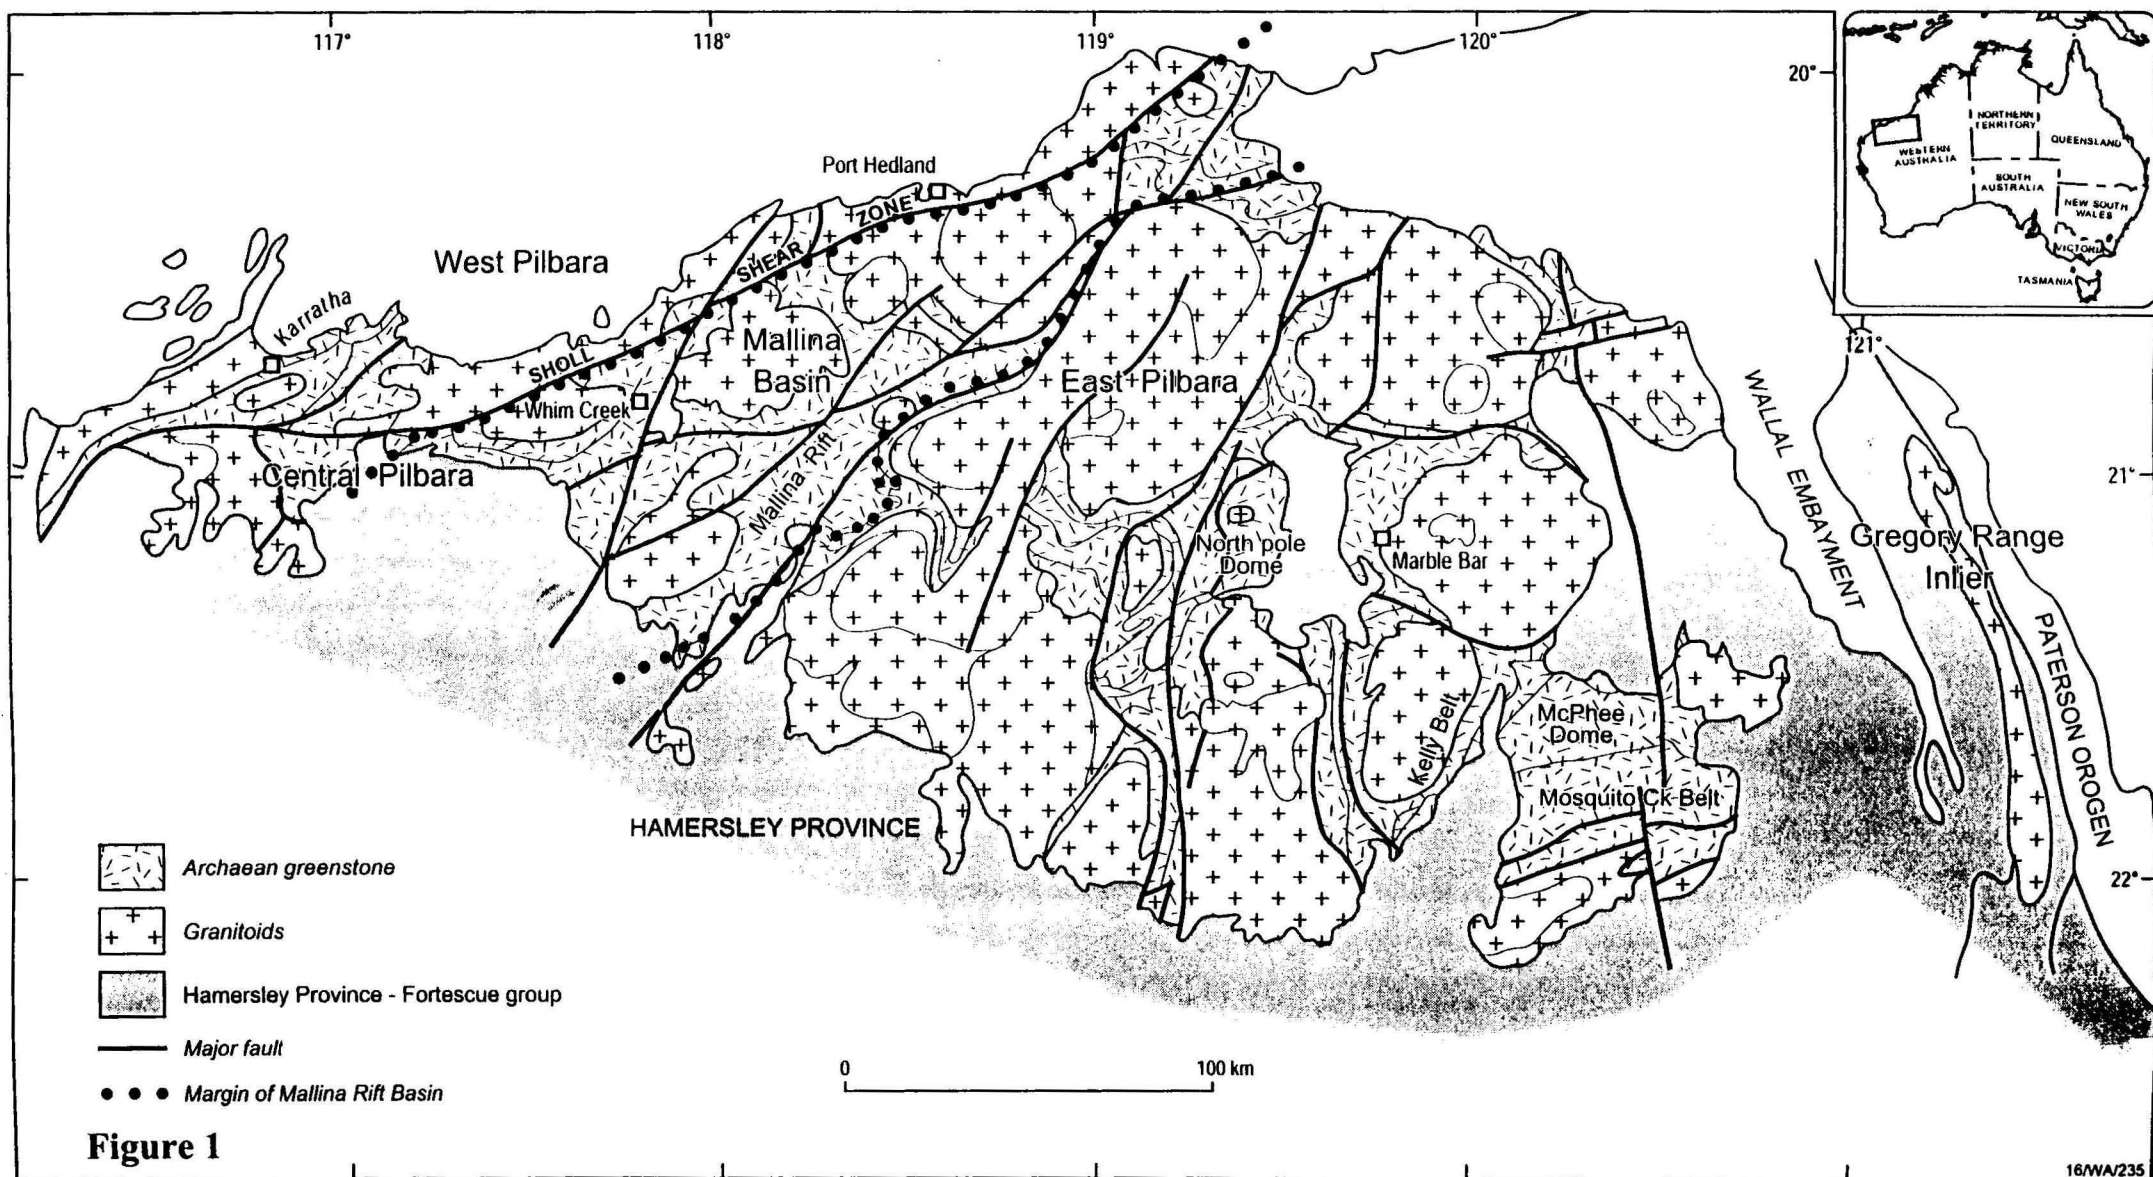 117°
118°
119°
120°
20°
NORTHERN
TERRITORY
QUEENSLAND
WESTERN
AUSTRALIA
SOUTH
AUSTRALIA
NEW SOUTH
WALES
VICTORIA
TASMANIA
Port Hedland
West Pilbara
SHOLL SHEAR ZONE
Karratha
Mallina
Basin
East Pilbara
Whim Creek
121°
Central Pilbara
Mallina Rift
WALLAL EMBAYMENT
21°
North pole
Dome
Marble Bar
Gregory Range
Inlier
PATERSON OROGEN
McPhee
Dome
Kelly Belt
Mosquito Ck Belt
HAMERSLEY PROVINCE
22°
Archaean greenstone
Granitoids
Hamersley Province - Fortescue group
Major fault
Margin of Mallina Rift Basin
0
100 km
Figure 1
16/WA/235